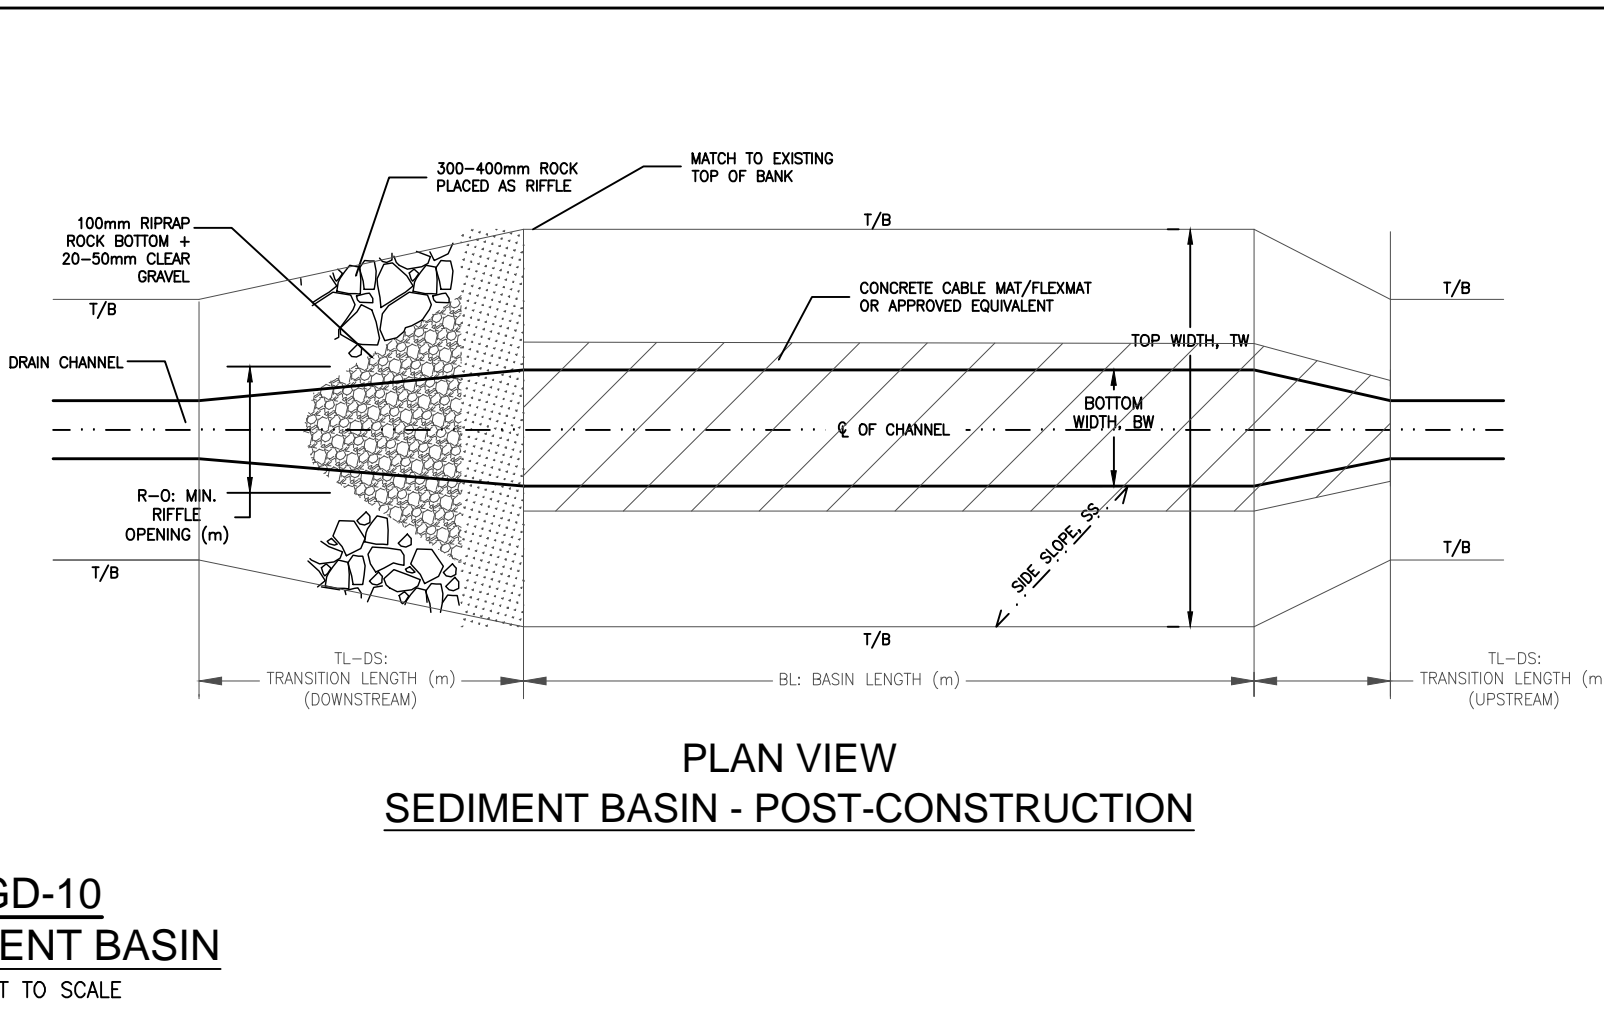 300-400mm ROCK
PLACED AS RIFFLE
MATCH TO EXISTING
TOP OF BANK
100mm RIPRAP
ROCK BOTTOM +
20-50mm CLEAR
GRAVEL
T/B
T/B
T/B
CONCRETE CABLE MAT/FLEXMAT
OR APPROVED EQUIVALENT
TOP WIDTH, TW
DRAIN CHANNEL
BOTTOM
WIDTH, BW
℄ OF CHANNEL
R-O: MIN.
RIFFLE
OPENING (m)
SIDE SLOPE, SS
T/B
T/B
T/B
TL-DS:
TRANSITION LENGTH (m)
(DOWNSTREAM)
BL: BASIN LENGTH (m)
TL-DS:
TRANSITION LENGTH (m
(UPSTREAM)
PLAN VIEW
SEDIMENT BASIN - POST-CONSTRUCTION
GD-10
ENT BASIN
T TO SCALE